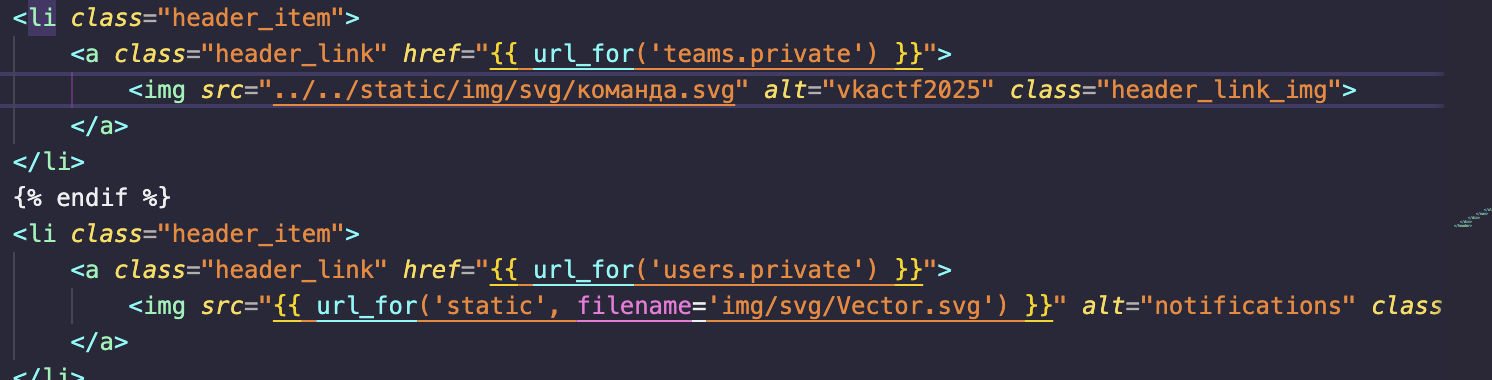 <li class="header_item">
<a class="header_link" href="{{ url_for('teams.private') }}">
<img src="../../static/img/svg/команда.svg" alt="vkactf2025" class="header_link_img">
</a>
</li>
{% endif %}
<li class="header_item">
<a class="header_link" href="{{ url_for('users.private') }}">
<img src="{{ url_for('static', filename='img/svg/Vector.svg') }}" alt="notifications" class
</a>
</li>